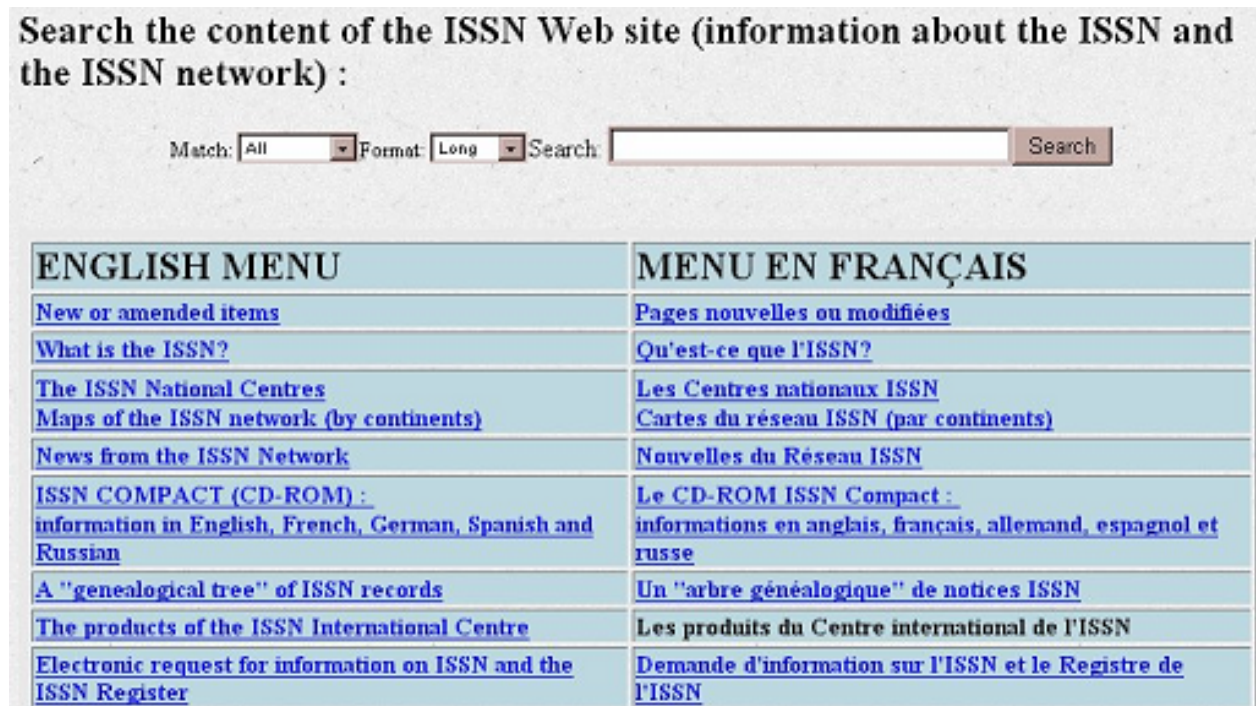 Search the content of the ISSN Web site (information about the ISSN and
the ISSN network) :
Match: All Format: Long Search: Search
ENGLISH MENU
MENU EN FRANÇAIS
New or amended items
Pages nouvelles ou modifiées
What is the ISSN?
Qu'est-ce que l'ISSN?
The ISSN National Centres
Maps of the ISSN network (by continents)
Les Centres nationaux ISSN
Cartes du réseau ISSN (par continents)
News from the ISSN Network
Nouvelles du Réseau ISSN
ISSN COMPACT (CD-ROM) :
information in English, French, German, Spanish and
Russian
Le CD-ROM ISSN Compact :
informations en anglais, français, allemand, espagnol et
russe
A "genealogical tree" of ISSN records
Un "arbre généalogique" de notices ISSN
The products of the ISSN International Centre
Les produits du Centre international de l'ISSN
Electronic request for information on ISSN and the
ISSN Register
Demande d'information sur l'ISSN et le Registre de
l'ISSN